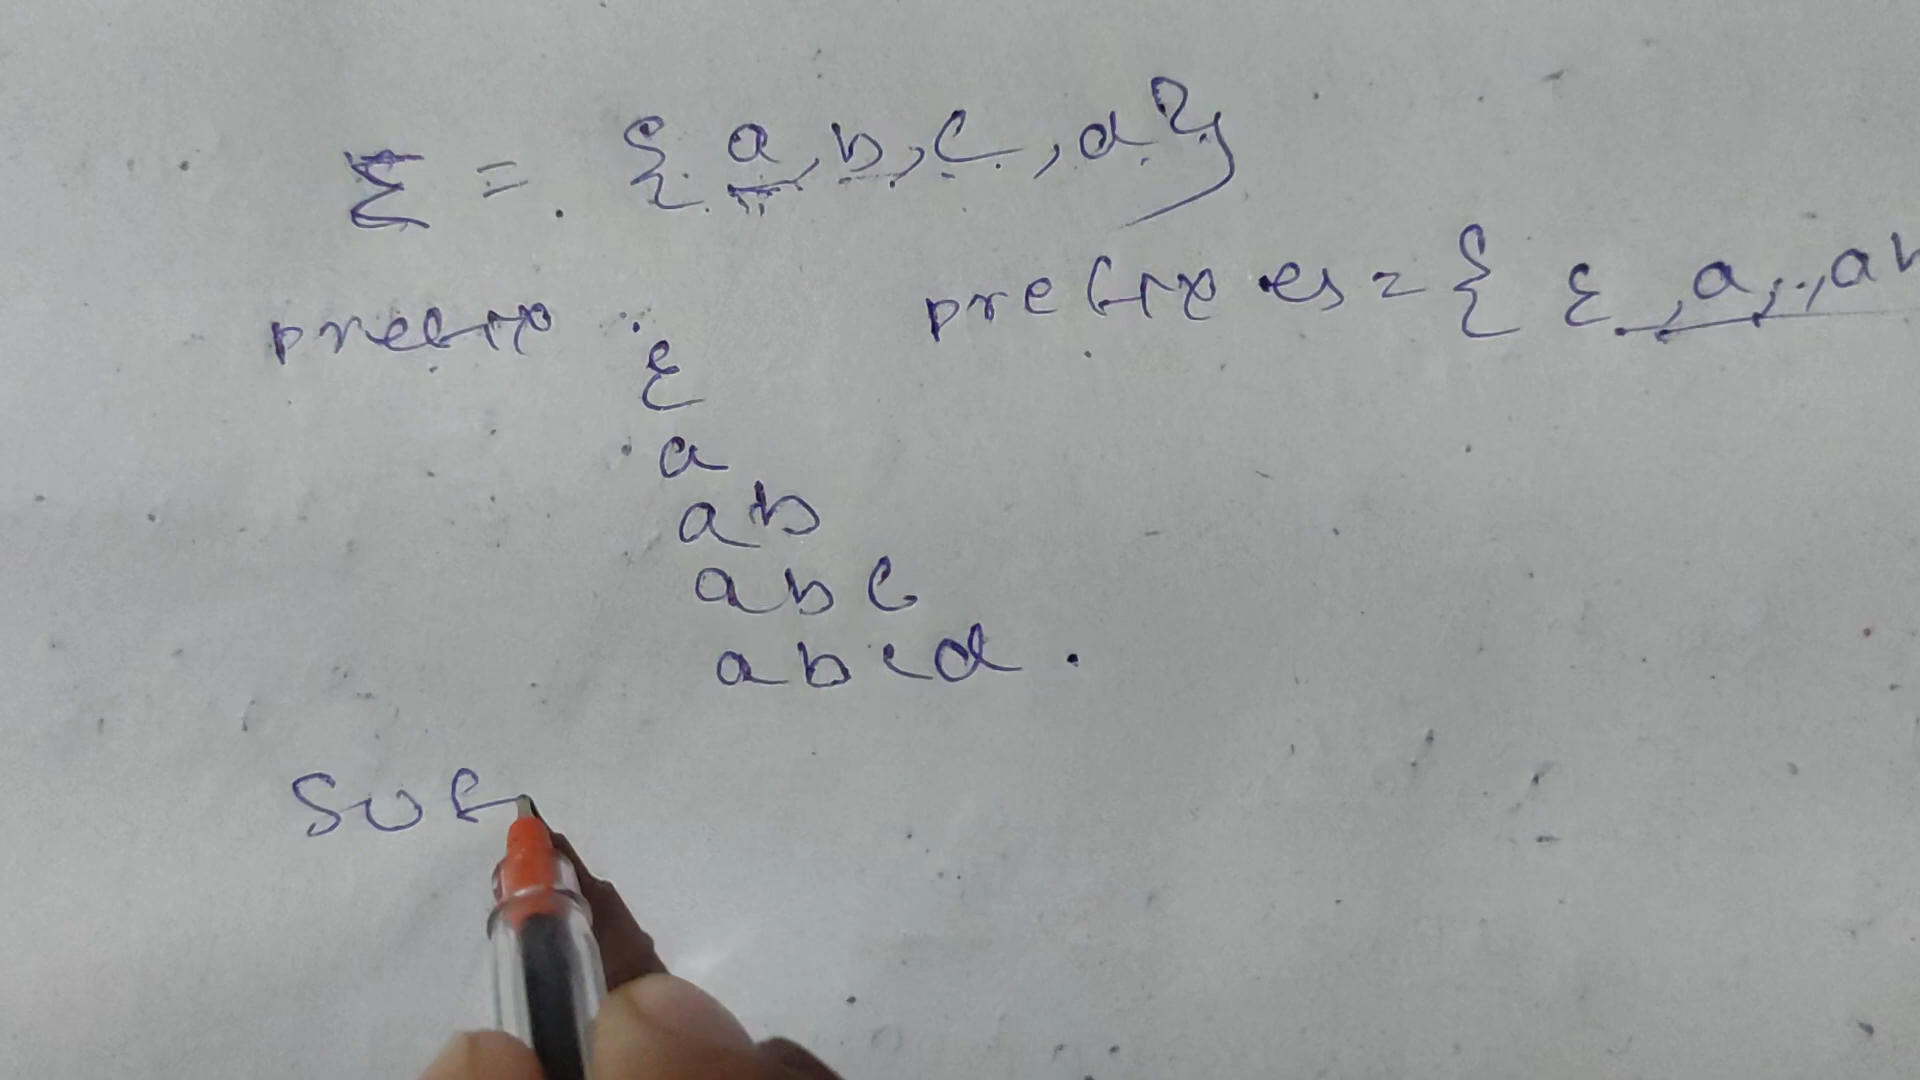 Σ = {a, b, c, d}
prefix :
prefixes = { ε, a, ab
ε
a
ab
abc
abcd.
suf